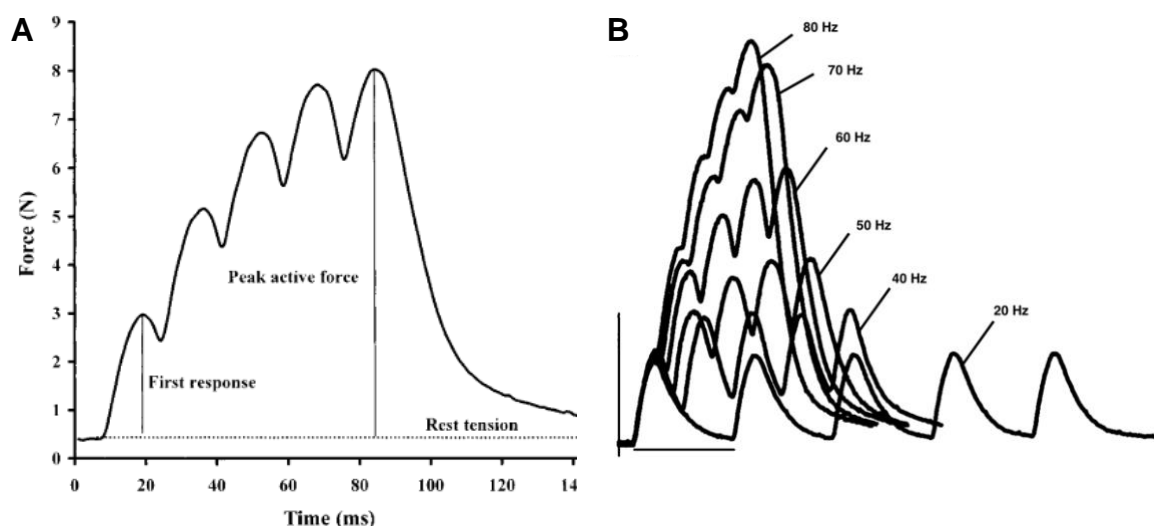 A
9
8
7
6
5
4
3
2
1
0
Force (N)
Peak active force
First response
Rest tension
0 20 40 60 80 100 120 14
Time (ms)
B
80 Hz
70 Hz
60 Hz
50 Hz
40 Hz
20 Hz